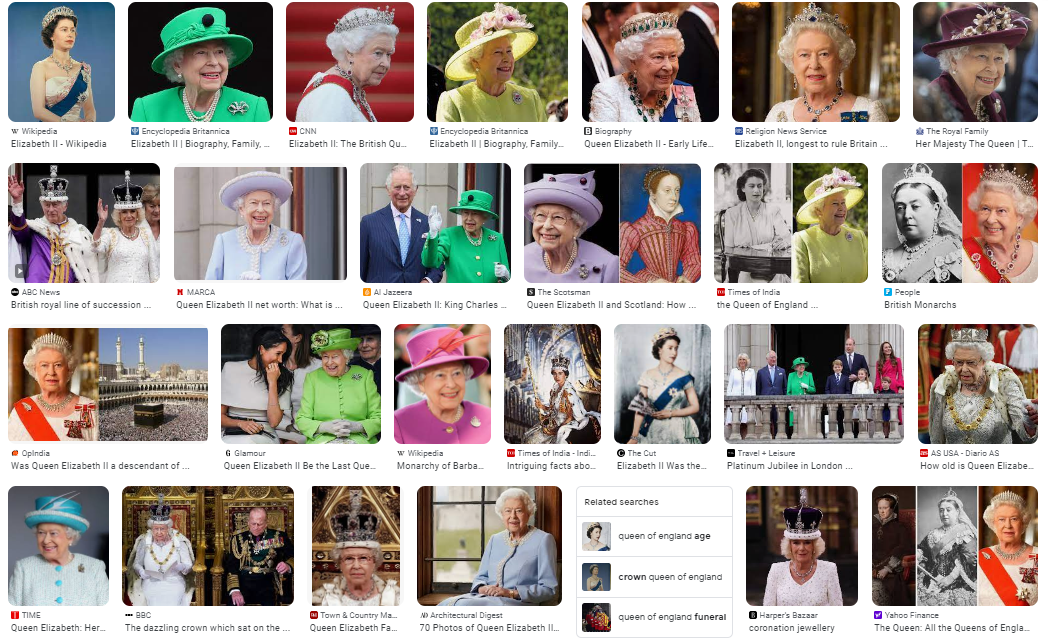 Wikipedia
Elizabeth II - Wikipedia
Encyclopedia Britannica
Elizabeth II | Biography, Family, ...
CNN
Elizabeth II: The British Qu...
Encyclopedia Britannica
Elizabeth II | Biography, Family...
Biography
Queen Elizabeth II - Early Life...
Religion News Service
Elizabeth II, longest to rule Britain ...
The Royal Family
Her Majesty The Queen | T...
ABC News
British royal line of succession ...
MARCA
Queen Elizabeth II net worth: What is ...
Al Jazeera
Queen Elizabeth II: King Charles ...
The Scotsman
Queen Elizabeth II and Scotland: How ...
Times of India
the Queen of England ...
People
British Monarchs
OpIndia
Was Queen Elizabeth II a descendant of ...
Glamour
Queen Elizabeth II Be the Last Que...
Wikipedia
Monarchy of Barba...
Times of India - Indi...
Intriguing facts abo...
The Cut
Elizabeth II Was the...
Travel + Leisure
Platinum Jubilee in London ...
AS USA - Diario AS
How old is Queen Elizabe...
TIME
Queen Elizabeth: Her...
BBC
The dazzling crown which sat on the ...
Town & Country Ma...
Queen Elizabeth Fa...
Architectural Digest
70 Photos of Queen Elizabeth II...
Related searches
queen of england age
crown queen of england
queen of england funeral
Harper's Bazaar
coronation jewellery
Yahoo Finance
The Queen: All the Queens of Engla...